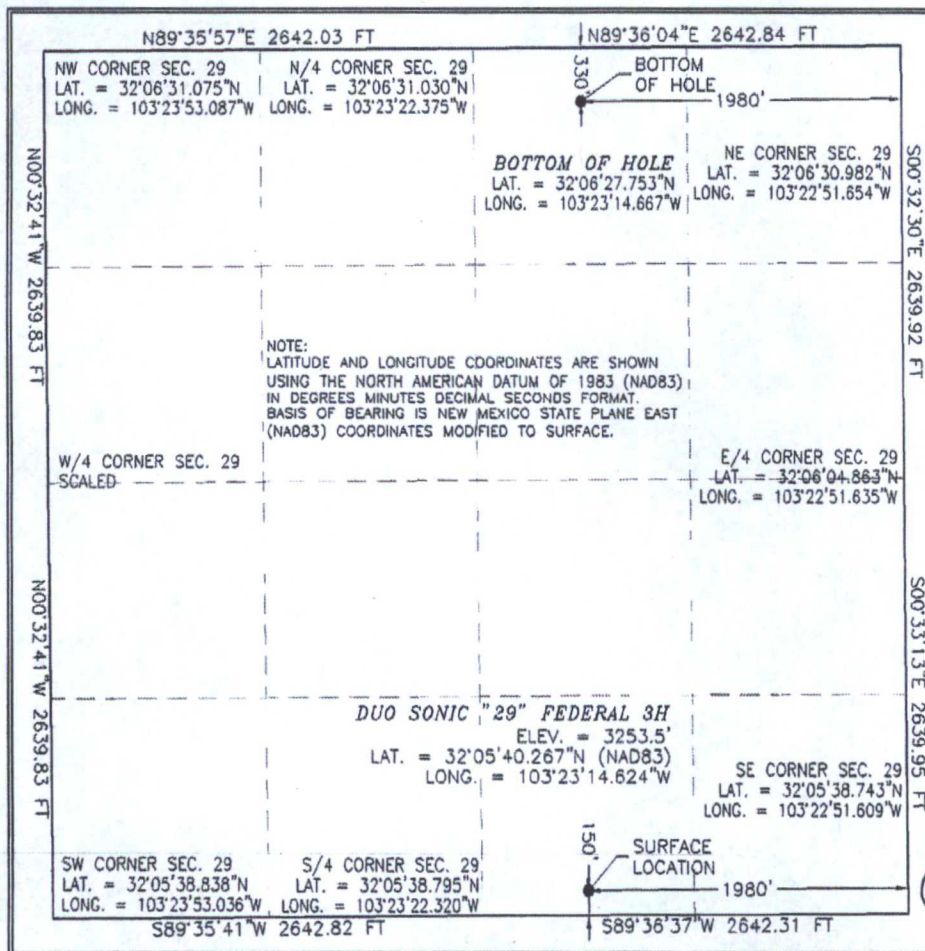 N89°35'57"E 2642.03 FT
N89°36'04"E 2642.84 FT
NW CORNER SEC. 29
LAT. = 32°06'31.075"N
LONG. = 103°23'53.087"W
N/4 CORNER SEC. 29
LAT. = 32°06'31.030"N
LONG. = 103°23'22.375"W
330'
BOTTOM
OF HOLE
1980'
BOTTOM OF HOLE
LAT. = 32°06'27.753"N
LONG. = 103°23'14.667"W
NE CORNER SEC. 29
LAT. = 32°06'30.982"N
LONG. = 103°22'51.654"W
N00°32'41"W 2639.83 FT
S00°32'30"E 2639.92 FT
NOTE:
LATITUDE AND LONGITUDE COORDINATES ARE SHOWN
USING THE NORTH AMERICAN DATUM OF 1983 (NAD83)
IN DEGREES MINUTES DECIMAL SECONDS FORMAT.
BASIS OF BEARING IS NEW MEXICO STATE PLANE EAST
(NAD83) COORDINATES MODIFIED TO SURFACE.
W/4 CORNER SEC. 29
SCALED
E/4 CORNER SEC. 29
LAT. = 32°06'04.863"N
LONG. = 103°22'51.635"W
N00°32'41"W 2639.83 FT
S00°33'13"E 2639.95 FT
DUO SONIC "29" FEDERAL 3H
ELEV. = 3253.5'
LAT. = 32°05'40.267"N (NAD83)
LONG. = 103°23'14.624"W
SE CORNER SEC. 29
LAT. = 32°05'38.743"N
LONG. = 103°22'51.609"W
SW CORNER SEC. 29
LAT. = 32°05'38.838"N
LONG. = 103°23'53.036"W
S/4 CORNER SEC. 29
LAT. = 32°05'38.795"N
LONG. = 103°23'22.320"W
150'
SURFACE
LOCATION
1980'
S89°35'41"W 2642.82 FT
S89°36'37"W 2642.31 FT